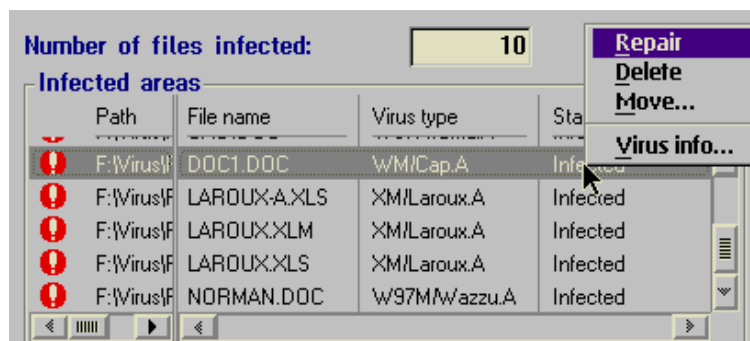 Number of files infected: 10
Repair
Delete
Move...
Virus info...
Infected areas
Path File name Virus type Sta
F:\Virus\F DOC1.DOC WM/Cap.A Infected
F:\Virus\F LAROUX-A.XLS XM/Laroux.A Infected
F:\Virus\F LAROUX.XLM XM/Laroux.A Infected
F:\Virus\F LAROUX.XLS XM/Laroux.A Infected
F:\Virus\F NORMAN.DOC W97M/Wazzu.A Infected